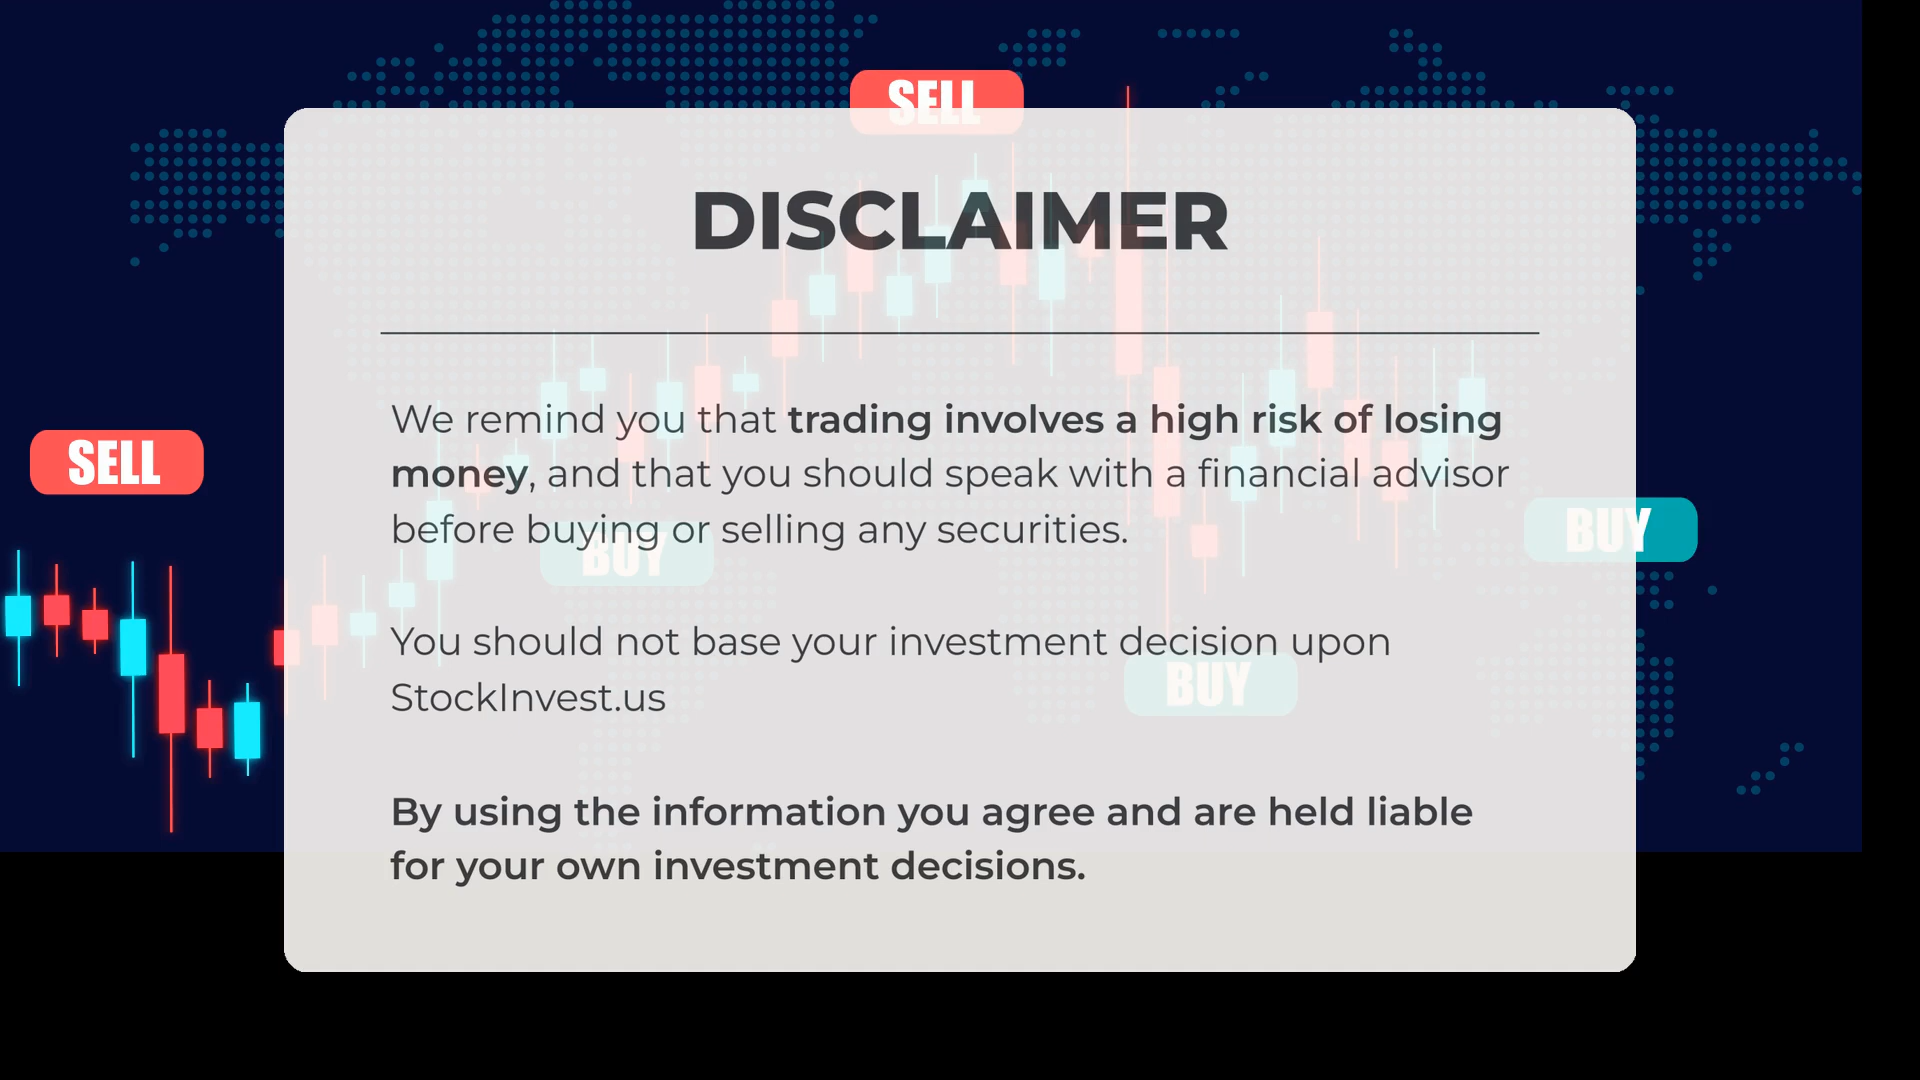 SELL
DISCLAIMER
We remind you that trading involves a high risk of losing
money, and that you should speak with a financial advisor
before buying or selling any securities.
SELL
BUY
BUY
You should not base your investment decision upon
StockInvest.us
BUY
By using the information you agree and are held liable
for your own investment decisions.